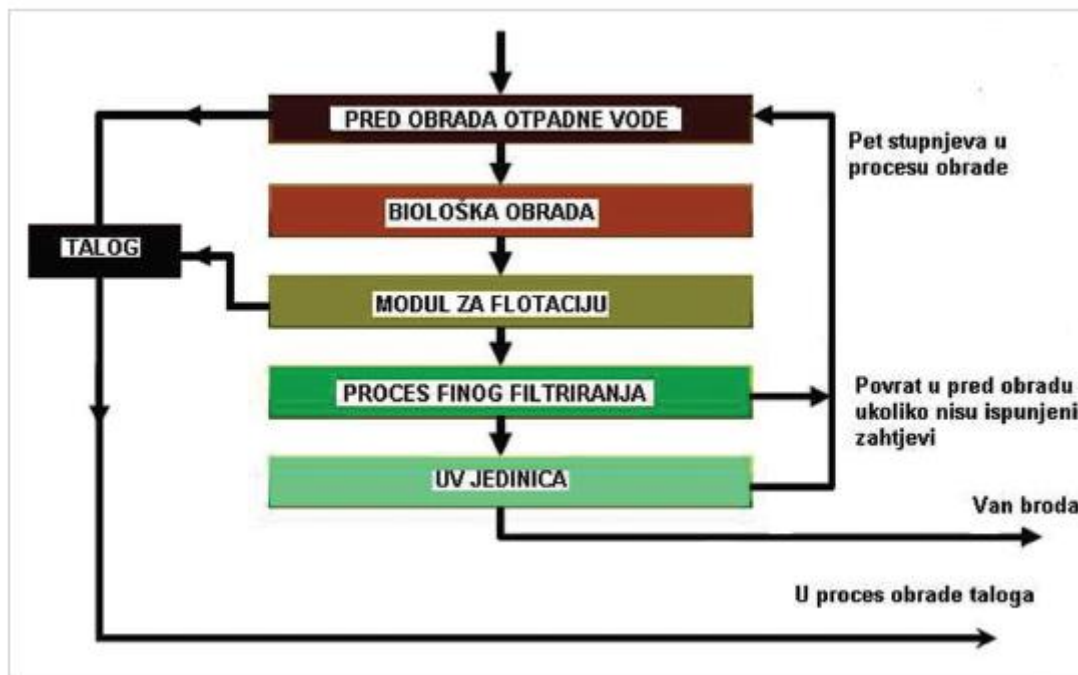 PRED OBRADA OTPADNE VODE
Pet stupnjeva u
procesu obrade
BIOLOŠKA OBRADA
TALOG
MODUL ZA FLOTACIJU
PROCES FINOG FILTRIRANJA
Povrat u pred obradu
ukoliko nisu ispunjeni
zahtjevi
UV JEDINICA
Van broda
U proces obrade taloga